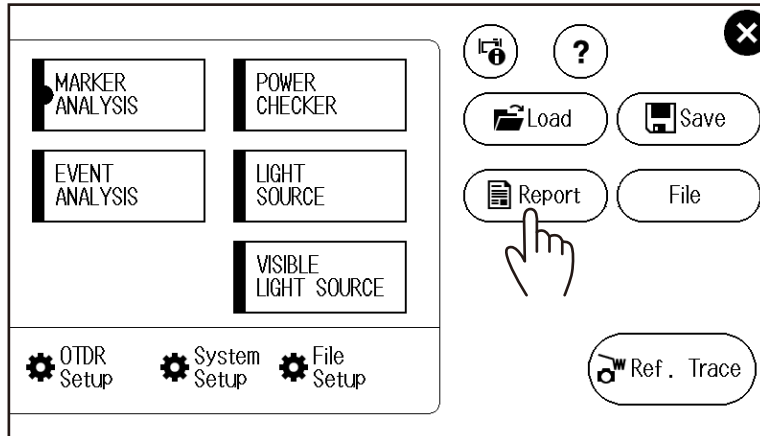 MARKER
ANALYSIS
POWER
CHECKER
EVENT
ANALYSIS
LIGHT
SOURCE
VISIBLE
LIGHT SOURCE
OTDR
Setup
System
Setup
File
Setup
?
Load
Save
Report
File
Ref. Trace